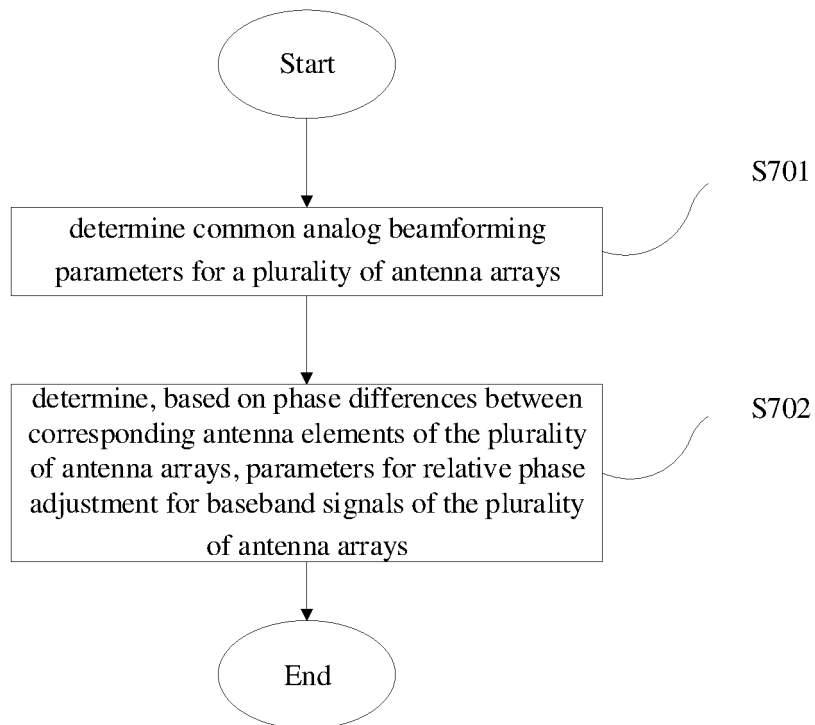 Start
S701
determine common analog beamforming
parameters for a plurality of antenna arrays
S702
determine, based on phase differences between
corresponding antenna elements of the plurality
of antenna arrays, parameters for relative phase
adjustment for baseband signals of the plurality
of antenna arrays
End